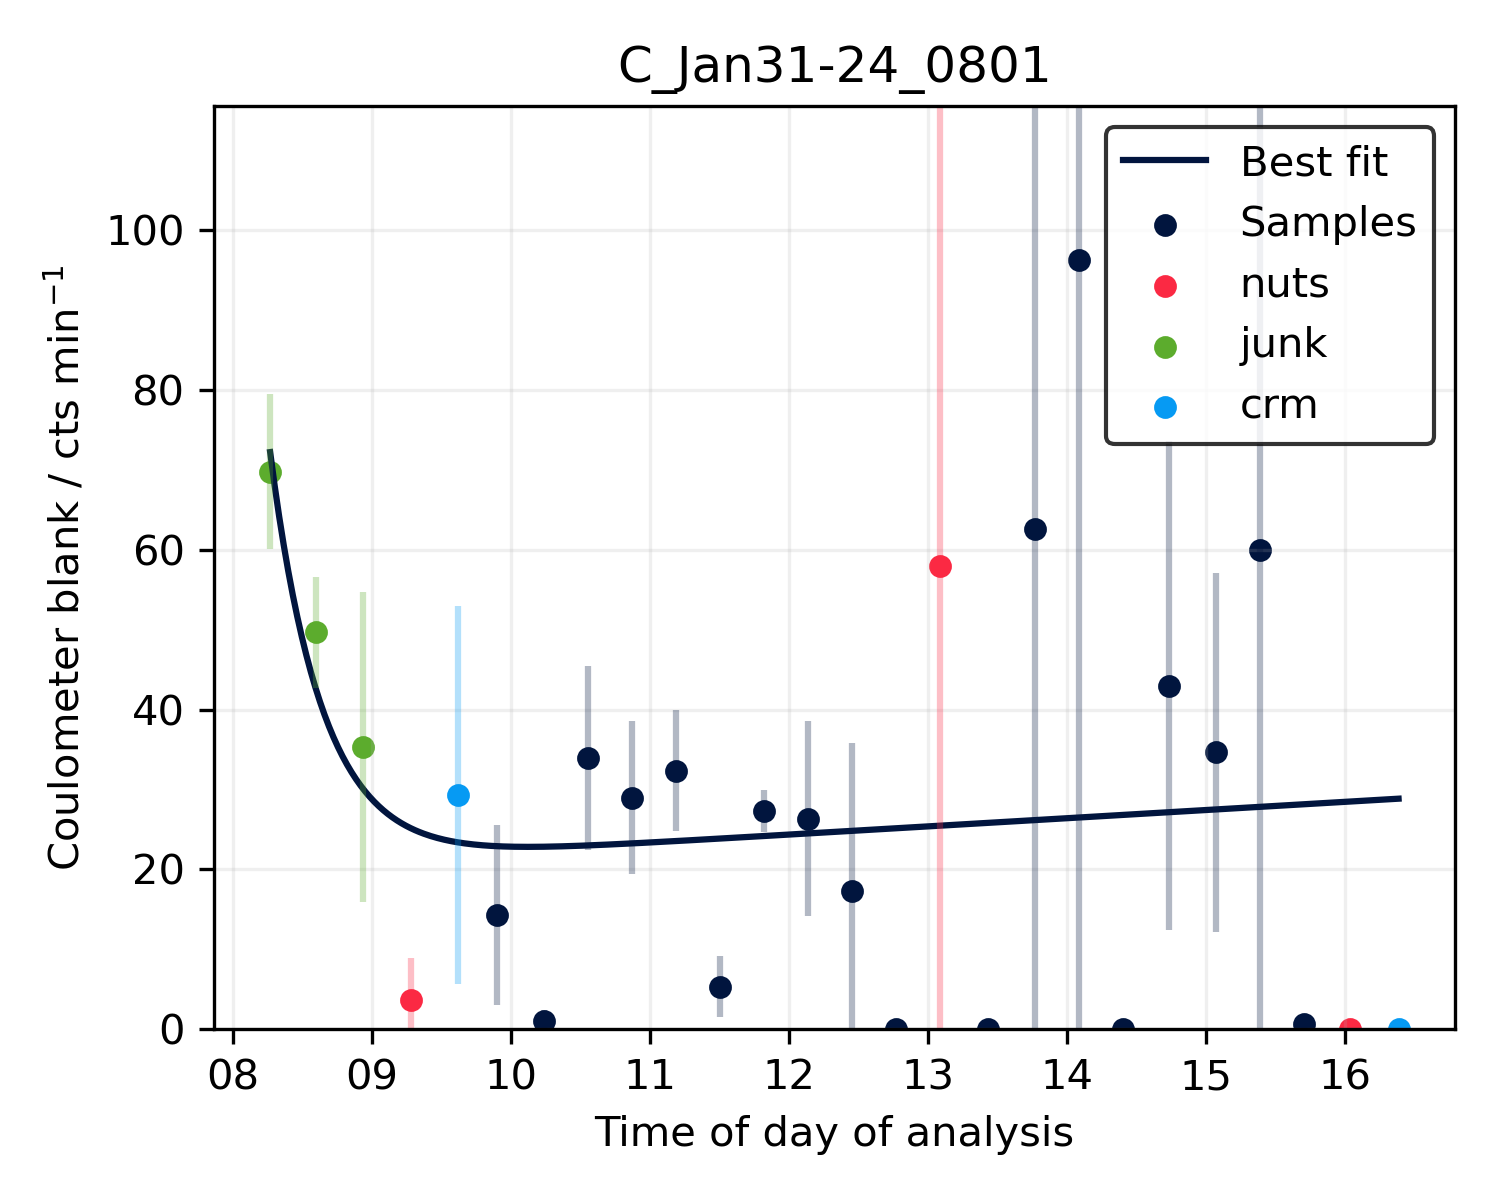 C_Jan31-24_0801
Coulometer blank / cts min⁻¹
100
80
60
40
20
0
08 09 10 11 12 13 14 15 16
Time of day of analysis
Best fit
Samples
nuts
junk
crm